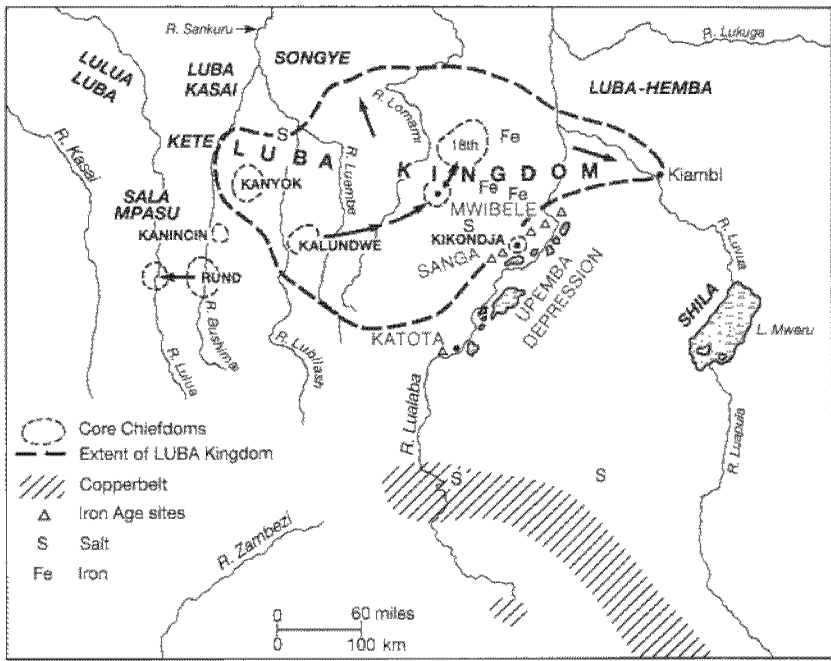 R. Sankuru
SONGYE
R. Lukuga
LULUA
LUBA
LUBA
KASAI
LUBA-HEMBA
R. Lomami
KETE
S
LUBA
18th
Fe
R. Kasai
R. Luembe
KINGDOM
Kiambi
KANYOK
Fe
Fe
SALA
MPASU
MWIBELE
S
KANINCIN
KALUNDWE
KIKONDJA
SANGA
R. Luvua
RUND
UPEMBA
DEPRESSION
SHILA
R. Bushimai
KATOTA
L. Mweru
R. Lubilash
R. Lulua
R. Lualaba
R. Luapula
Core Chiefdoms
Extent of LUBA Kingdom
Copperbelt
S
S
Iron Age sites
S Salt
R. Zambezi
Fe Iron
0 60 miles
0 100 km